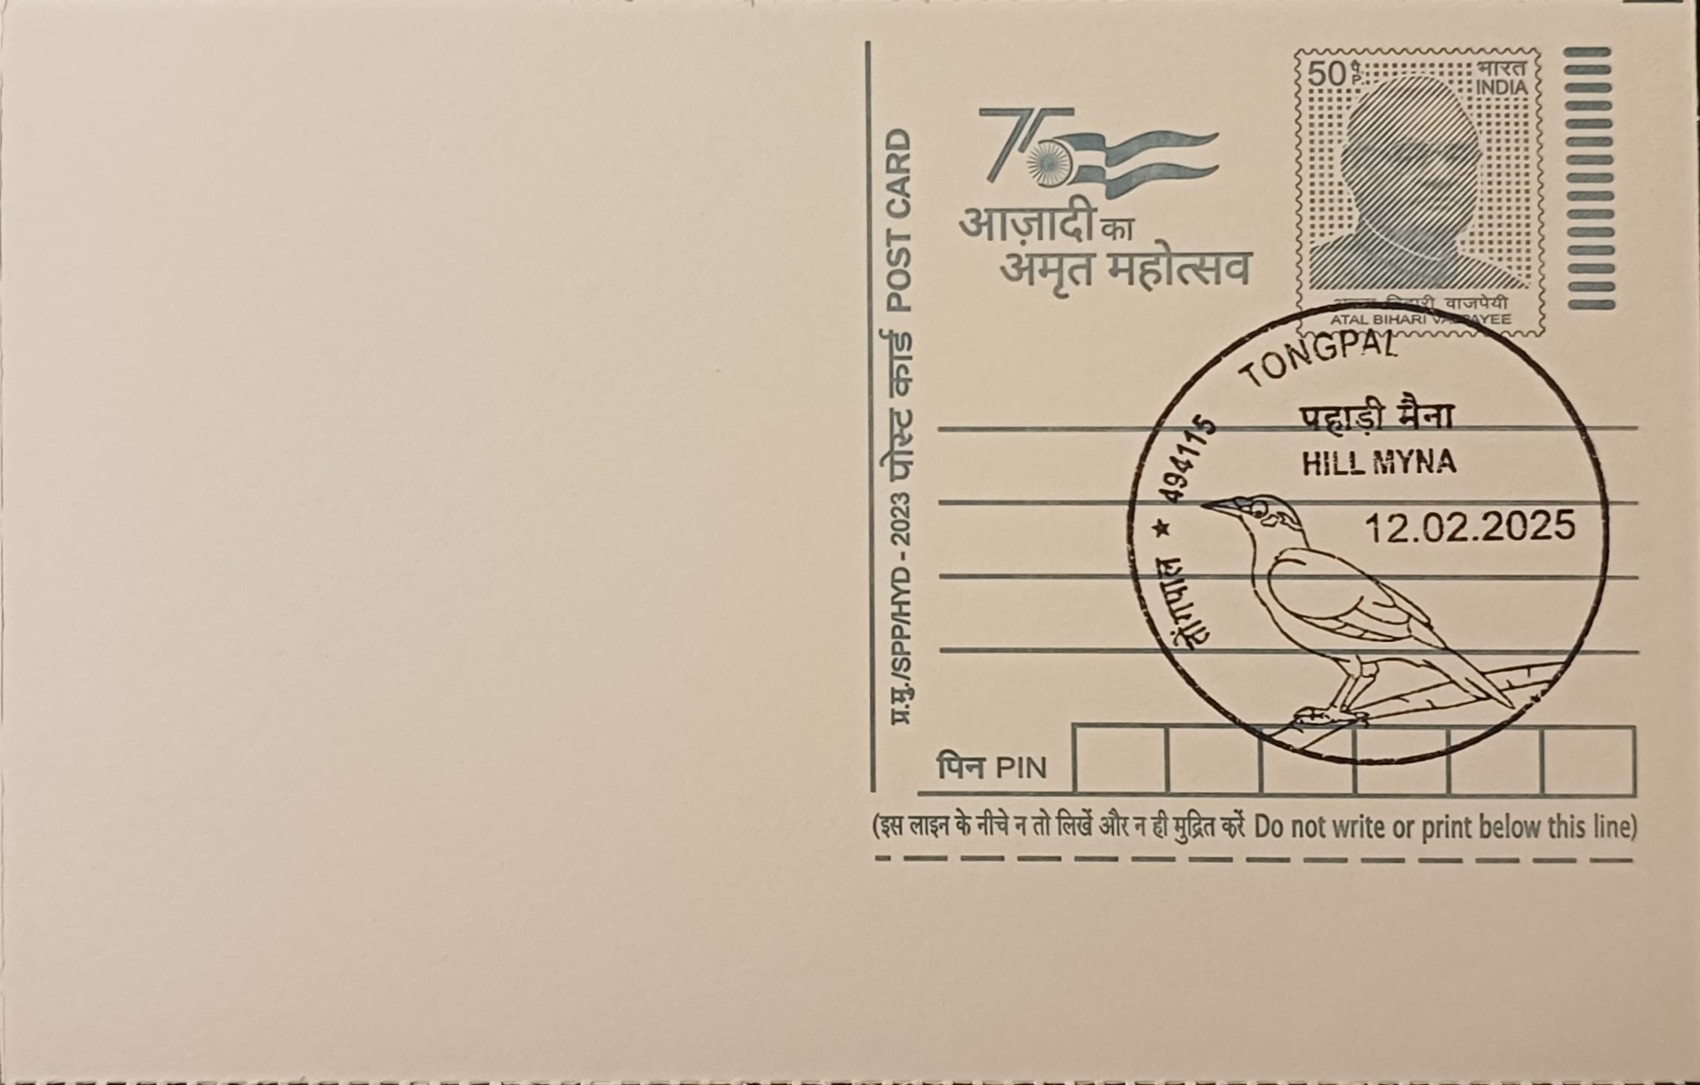 प्र.मु./SPP/HYD - 2023 पोस्ट कार्ड POST CARD
75
आज़ादी का
अमृत महोत्सव
50 पै. P.
भारत
INDIA
बिहारी वाजपेयी
ATAL BIHARI VAJPAYEE
TONGPAL
पहाड़ी मैना
HILL MYNA
12.02.2025
तोंगपाल ★ 494115
पिन PIN
(इस लाइन के नीचे न तो लिखें और न ही मुद्रित करें Do not write or print below this line)